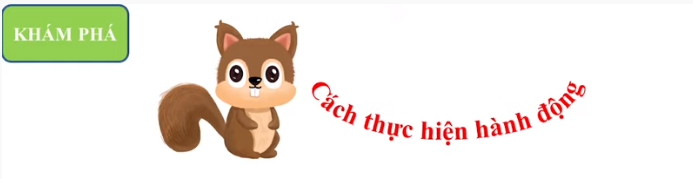 KHÁM PHÁ
Cách thực hiện hành động